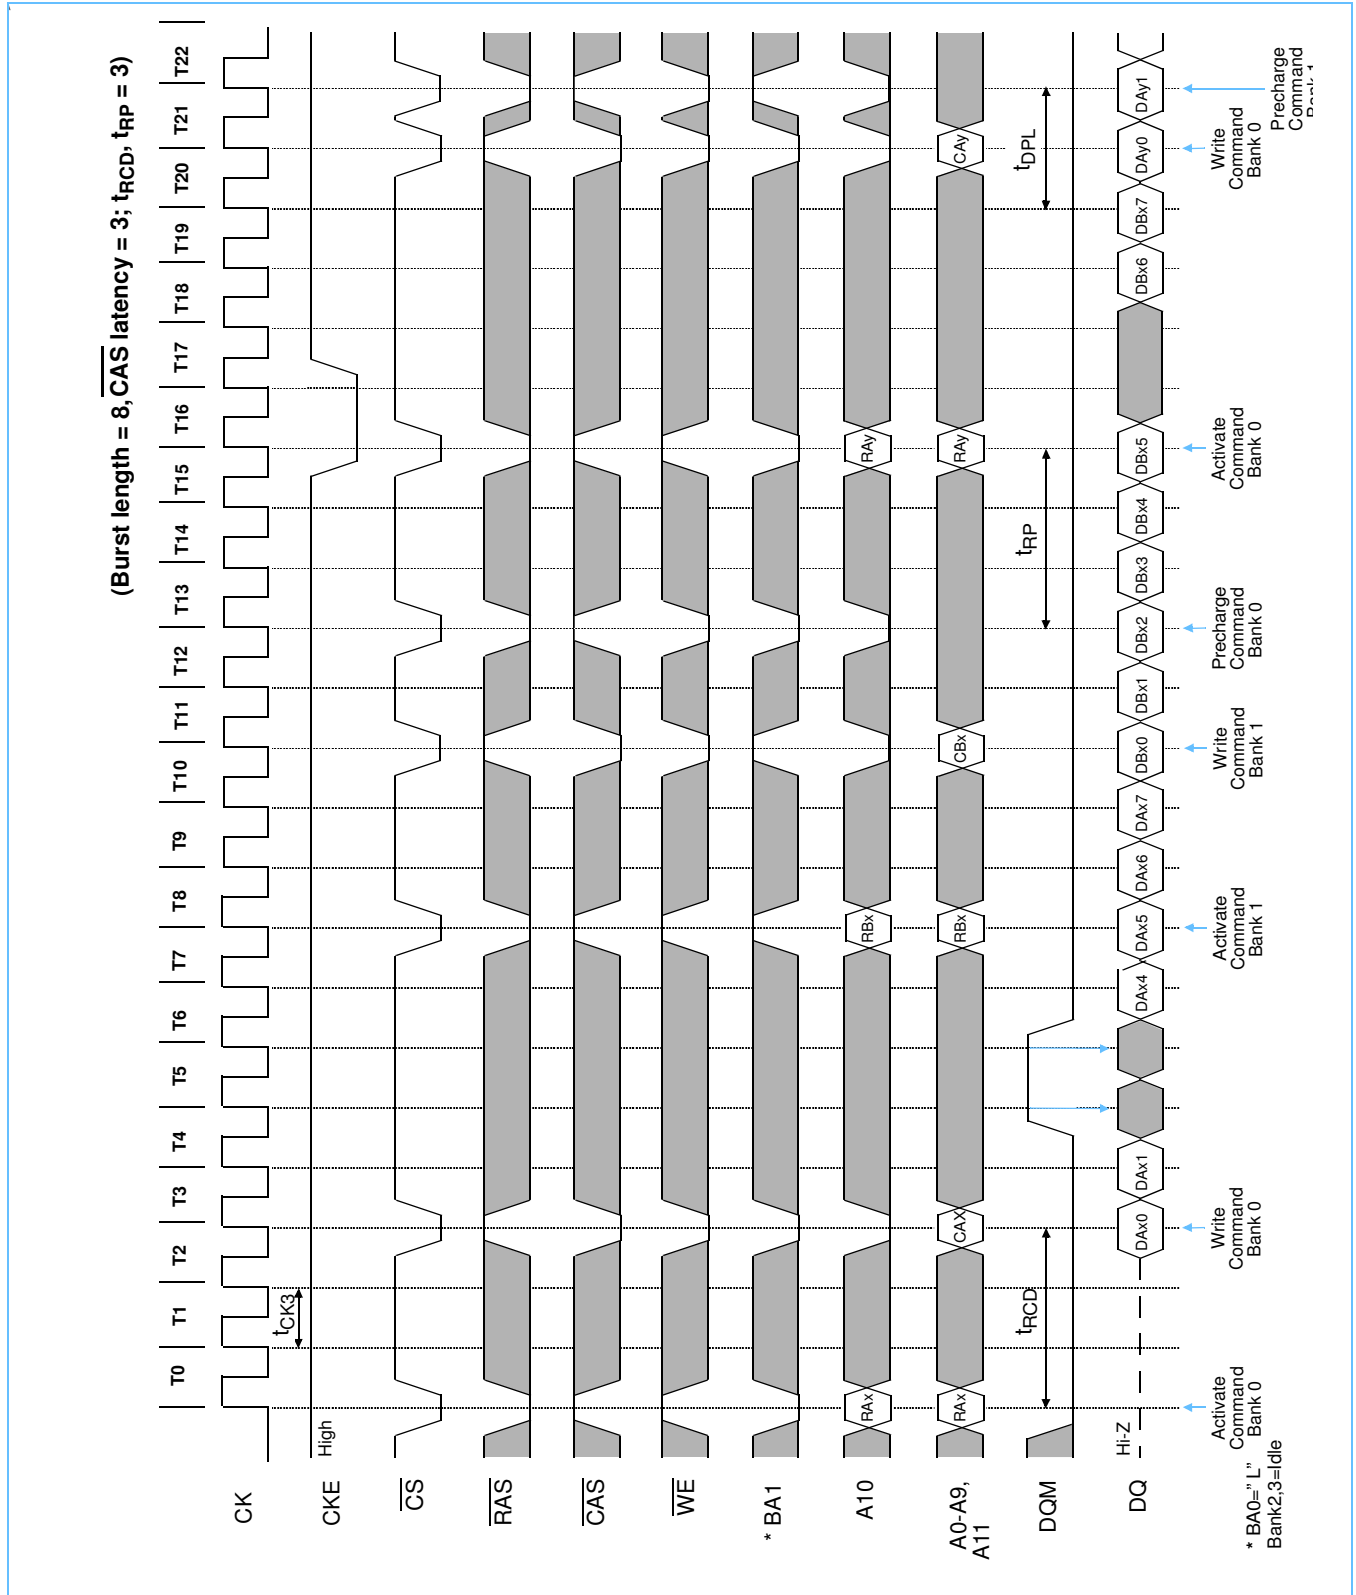 (Burst length = 8, CAS latency = 3; tRCD, tRP = 3)
T0 T1 T2 T3 T4 T5 T6 T7 T8 T9 T10 T11 T12 T13 T14 T15 T16 T17 T18 T19 T20 T21 T22
CK
tCK3
CKE
High
CS
RAS
CAS
WE
* BA1
A10
RAx RBx RAy
A0-A9,
A11
RAx CAX RBx CBx RAy CAy
DQM
tRCD tRP tDPL
DQ
Hi-Z
DAx0 DAx1 DAx4 DAx5 DAx6 DAx7 DBx0 DBx1 DBx2 DBx3 DBx4 DBx5 DBx6 DBx7 DAy0 DAy1
Activate
Command
Bank 0
Write
Command
Bank 0
Activate
Command
Bank 1
Write
Command
Bank 1
Precharge
Command
Bank 0
Activate
Command
Bank 0
Write
Command
Bank 0
Precharge
Command
Bank 1
* BA0=" L"
Bank2,3=Idle